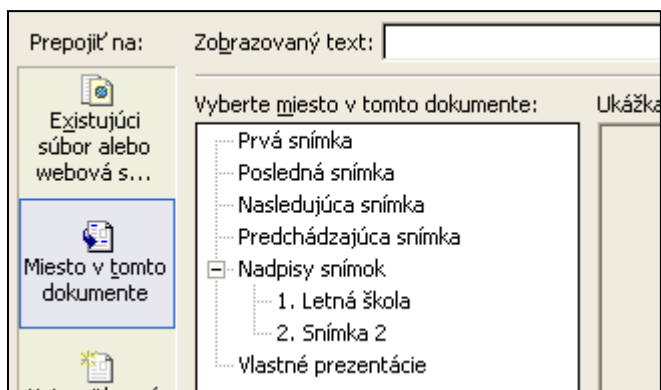 Prepojiť na:
Zobrazovaný text:
Existujúci
súbor alebo
webová s...
Miesto v tomto
dokumente
Vyberte miesto v tomto dokumente:
Ukážka
Prvá snímka
Posledná snímka
Nasledujúca snímka
Predchádzajúca snímka
Nadpisy snímok
1. Letná škola
2. Snímka 2
Vlastné prezentácie